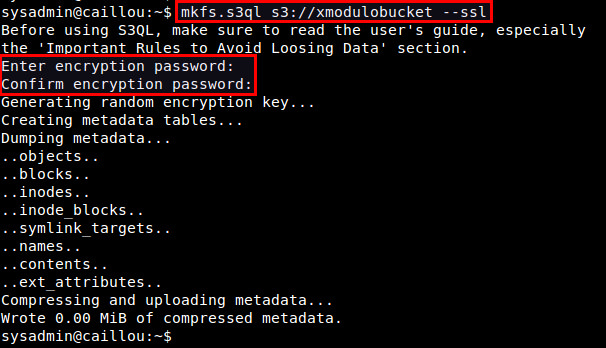 sysadmin@caillou:~$ mkfs.s3ql s3://xmodulobucket --ssl
Before using S3QL, make sure to read the user's guide, especially
the 'Important Rules to Avoid Loosing Data' section.
Enter encryption password:
Confirm encryption password:
Generating random encryption key...
Creating metadata tables...
Dumping metadata...
..objects..
..blocks..
..inodes..
..inode_blocks..
..symlink_targets..
..names..
..contents..
..ext_attributes..
Compressing and uploading metadata...
Wrote 0.00 MiB of compressed metadata.
sysadmin@caillou:~$